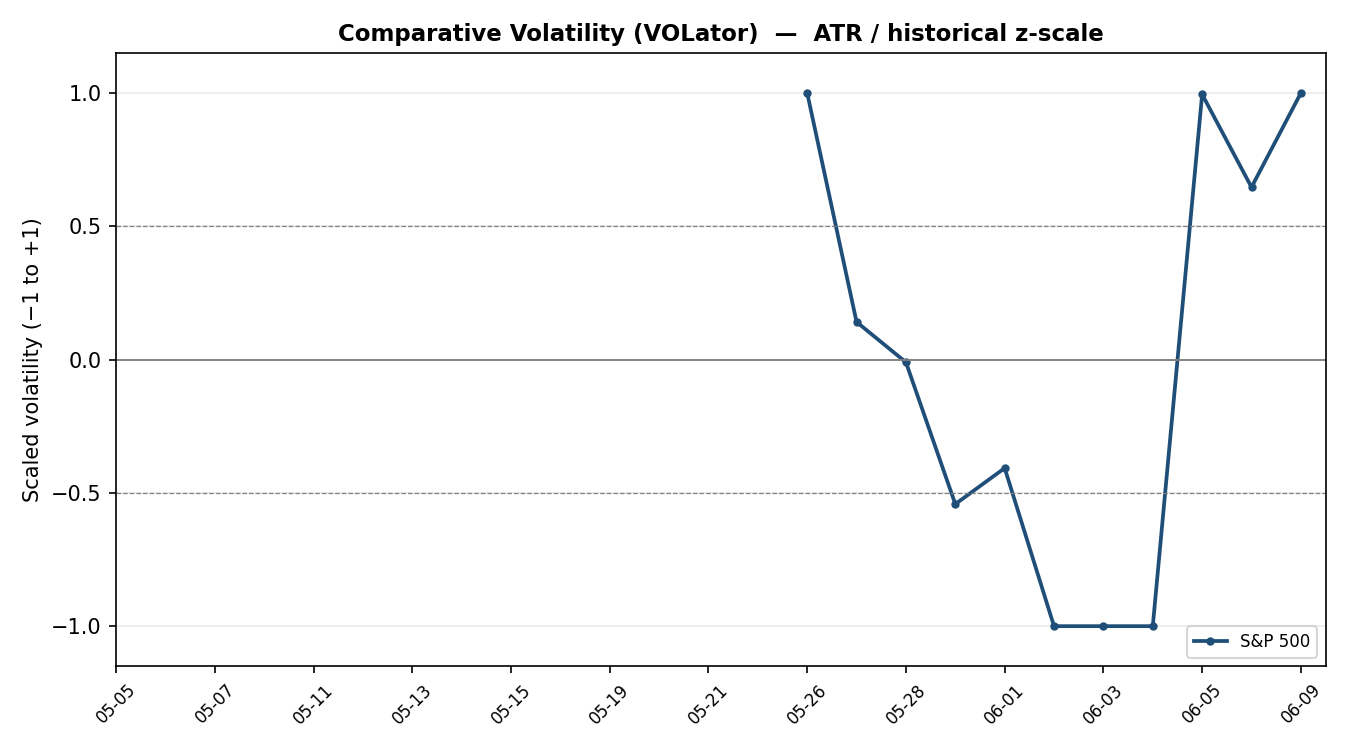 Comparative Volatility (VOLator) — ATR / historical z-scale
Scaled volatility (−1 to +1)
1.0
0.5
0.0
−0.5
−1.0
S&P 500
05-05 05-07 05-11 05-13 05-15 05-19 05-21 05-26 05-28 06-01 06-03 06-05 06-09